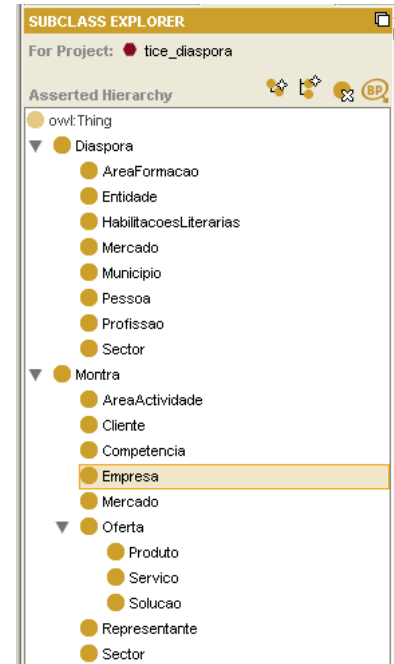 SUBCLASS EXPLORER
For Project: tice_diaspora
Asserted Hierarchy
BP
owl:Thing
Diaspora
AreaFormacao
Entidade
HabilitacoesLiterarias
Mercado
Municipio
Pessoa
Profissao
Sector
Montra
AreaActividade
Cliente
Competencia
Empresa
Mercado
Oferta
Produto
Servico
Solucao
Representante
Sector